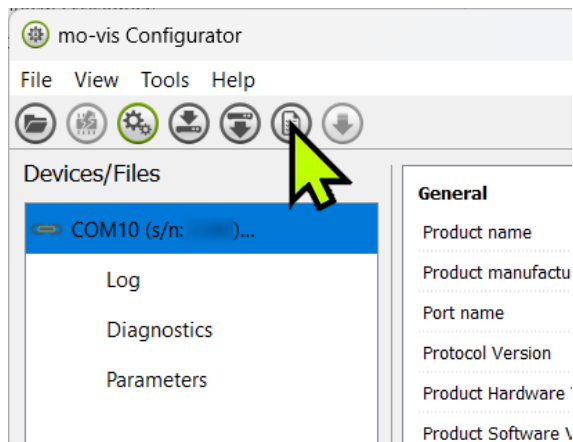 mo-vis Configurator
File View Tools Help
Devices/Files
COM10 (s/n: )...
Log
Diagnostics
Parameters
General
Product name
Product manufactu
Port name
Protocol Version
Product Hardware
Product Software V